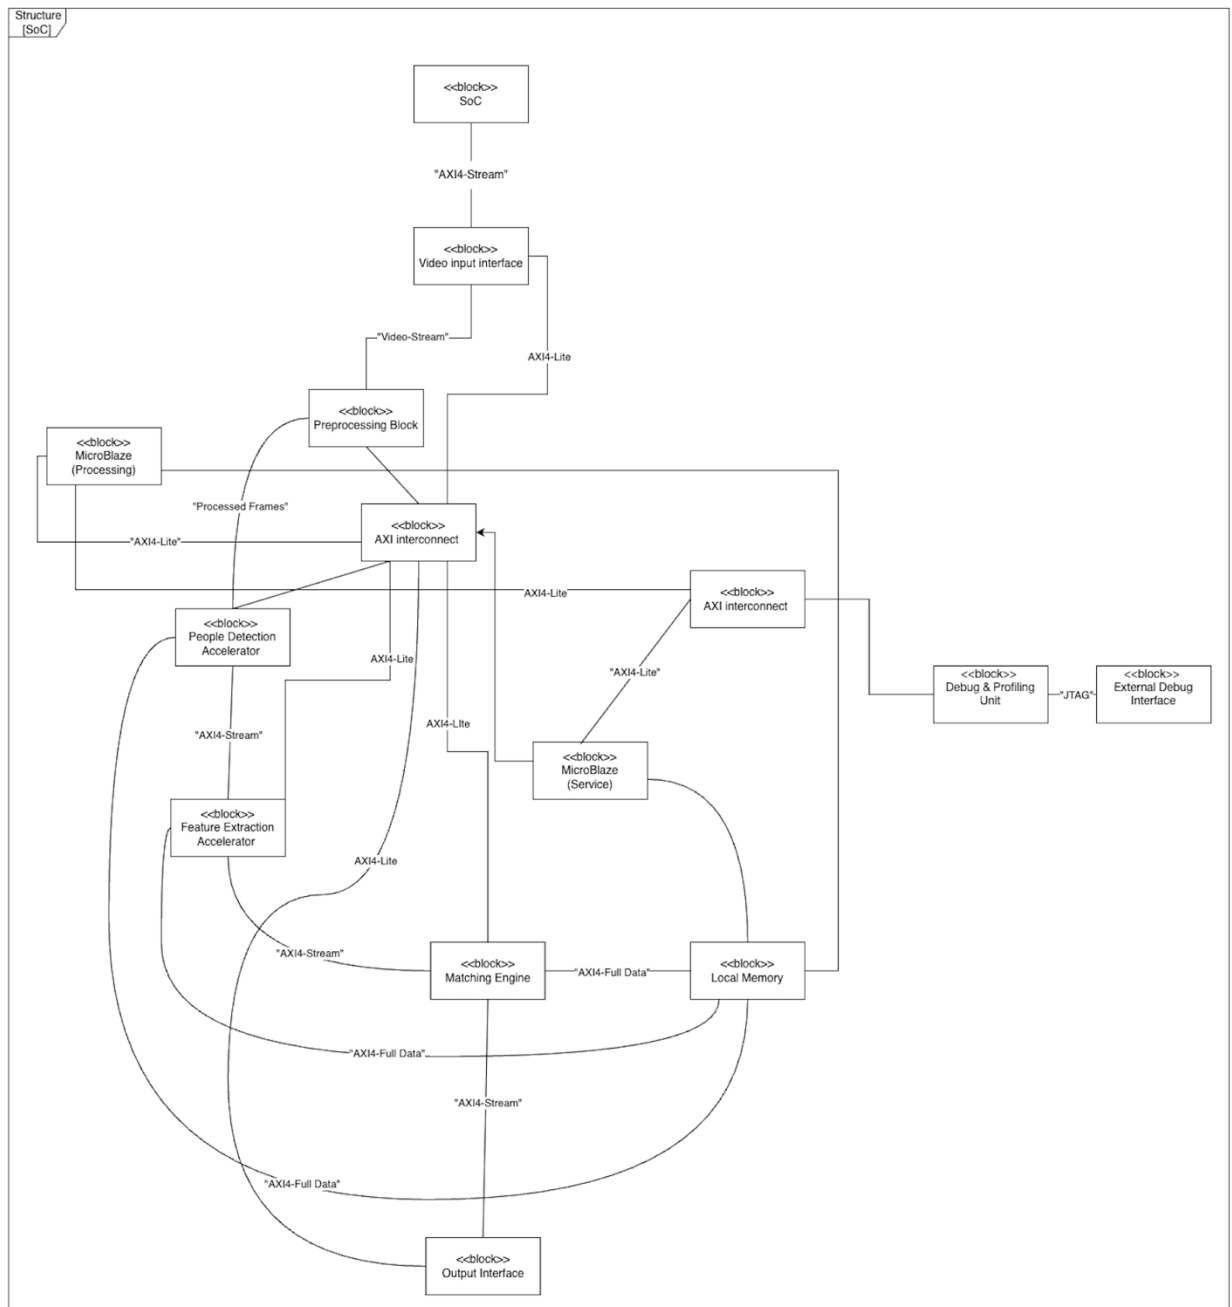 Structure
[SoC]
<<block>>
SoC
"AXI4-Stream"
<<block>>
Video input interface
"Video-Stream"
AXI4-Lite
<<block>>
Preprocessing Block
<<block>>
MicroBlaze
(Processing)
"Processed Frames"
<<block>>
AXI interconnect
"AXI4-Lite"
<<block>>
AXI interconnect
AXI4-Lite
<<block>>
People Detection
Accelerator
AXI4-Lite
"AXI4-Lite"
<<block>>
Debug & Profiling
Unit
"JTAG"
<<block>>
External Debug
Interface
"AXI4-Stream"
AXI4-LIte
<<block>>
MicroBlaze
(Service)
<<block>>
Feature Extraction
Accelerator
AXI4-Lite
"AXI4-Stream"
<<block>>
Matching Engine
"AXI4-Full Data"
<<block>>
Local Memory
"AXI4-Full Data"
"AXI4-Stream"
"AXI4-Full Data"
<<block>>
Output Interface